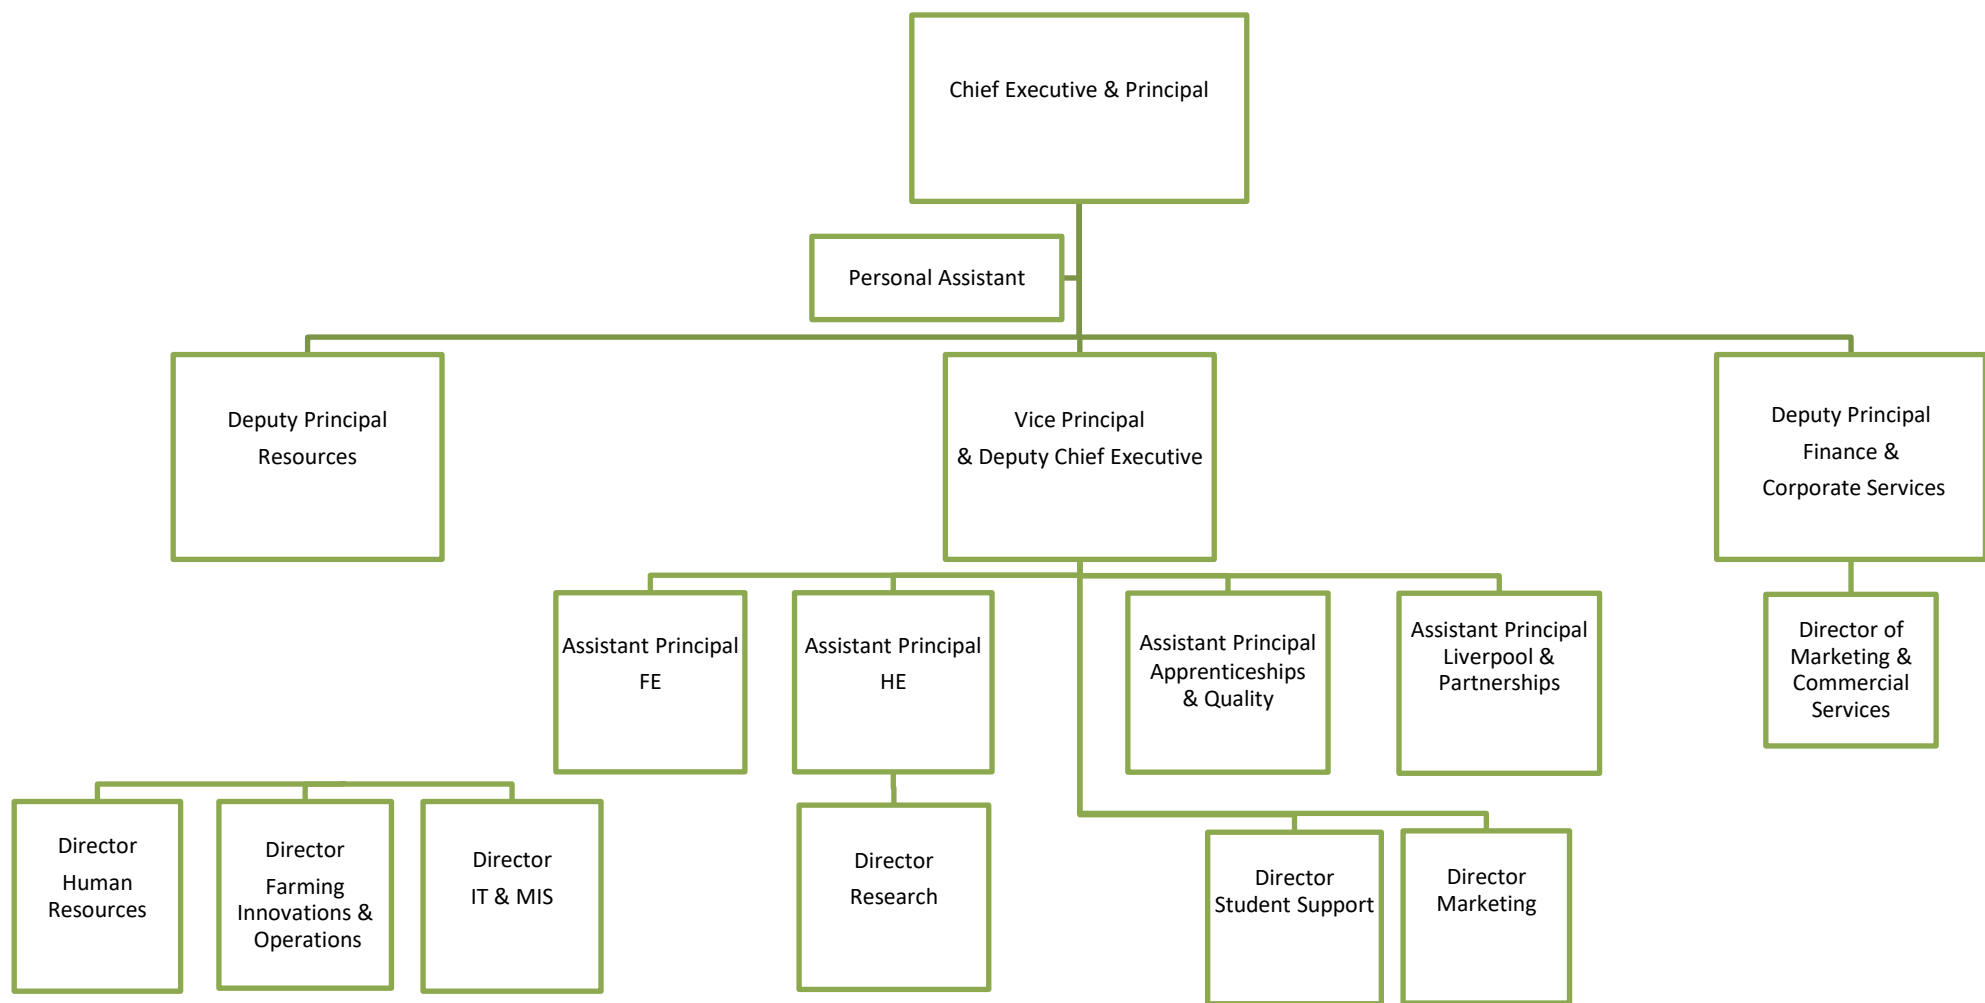 Chief Executive & Principal
Personal Assistant
Deputy Principal
Resources
Vice Principal
& Deputy Chief Executive
Deputy Principal
Finance &
Corporate Services
Assistant Principal
FE
Assistant Principal
HE
Assistant Principal
Apprenticeships
& Quality
Assistant Principal
Liverpool &
Partnerships
Director of
Marketing &
Commercial
Services
Director
Human
Resources
Director
Farming
Innovations &
Operations
Director
IT & MIS
Director
Research
Director
Student Support
Director
Marketing